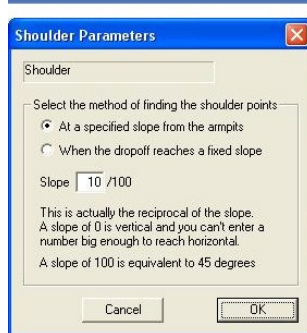 Shoulder Parameters
Shoulder
Select the method of finding the shoulder points
At a specified slope from the armpits
When the dropoff reaches a fixed slope
Slope 10 /100
This is actually the reciprocal of the slope.
A slope of 0 is vertical and you can't enter a
number big enough to reach horizontal.
A slope of 100 is equivalent to 45 degrees
Cancel OK